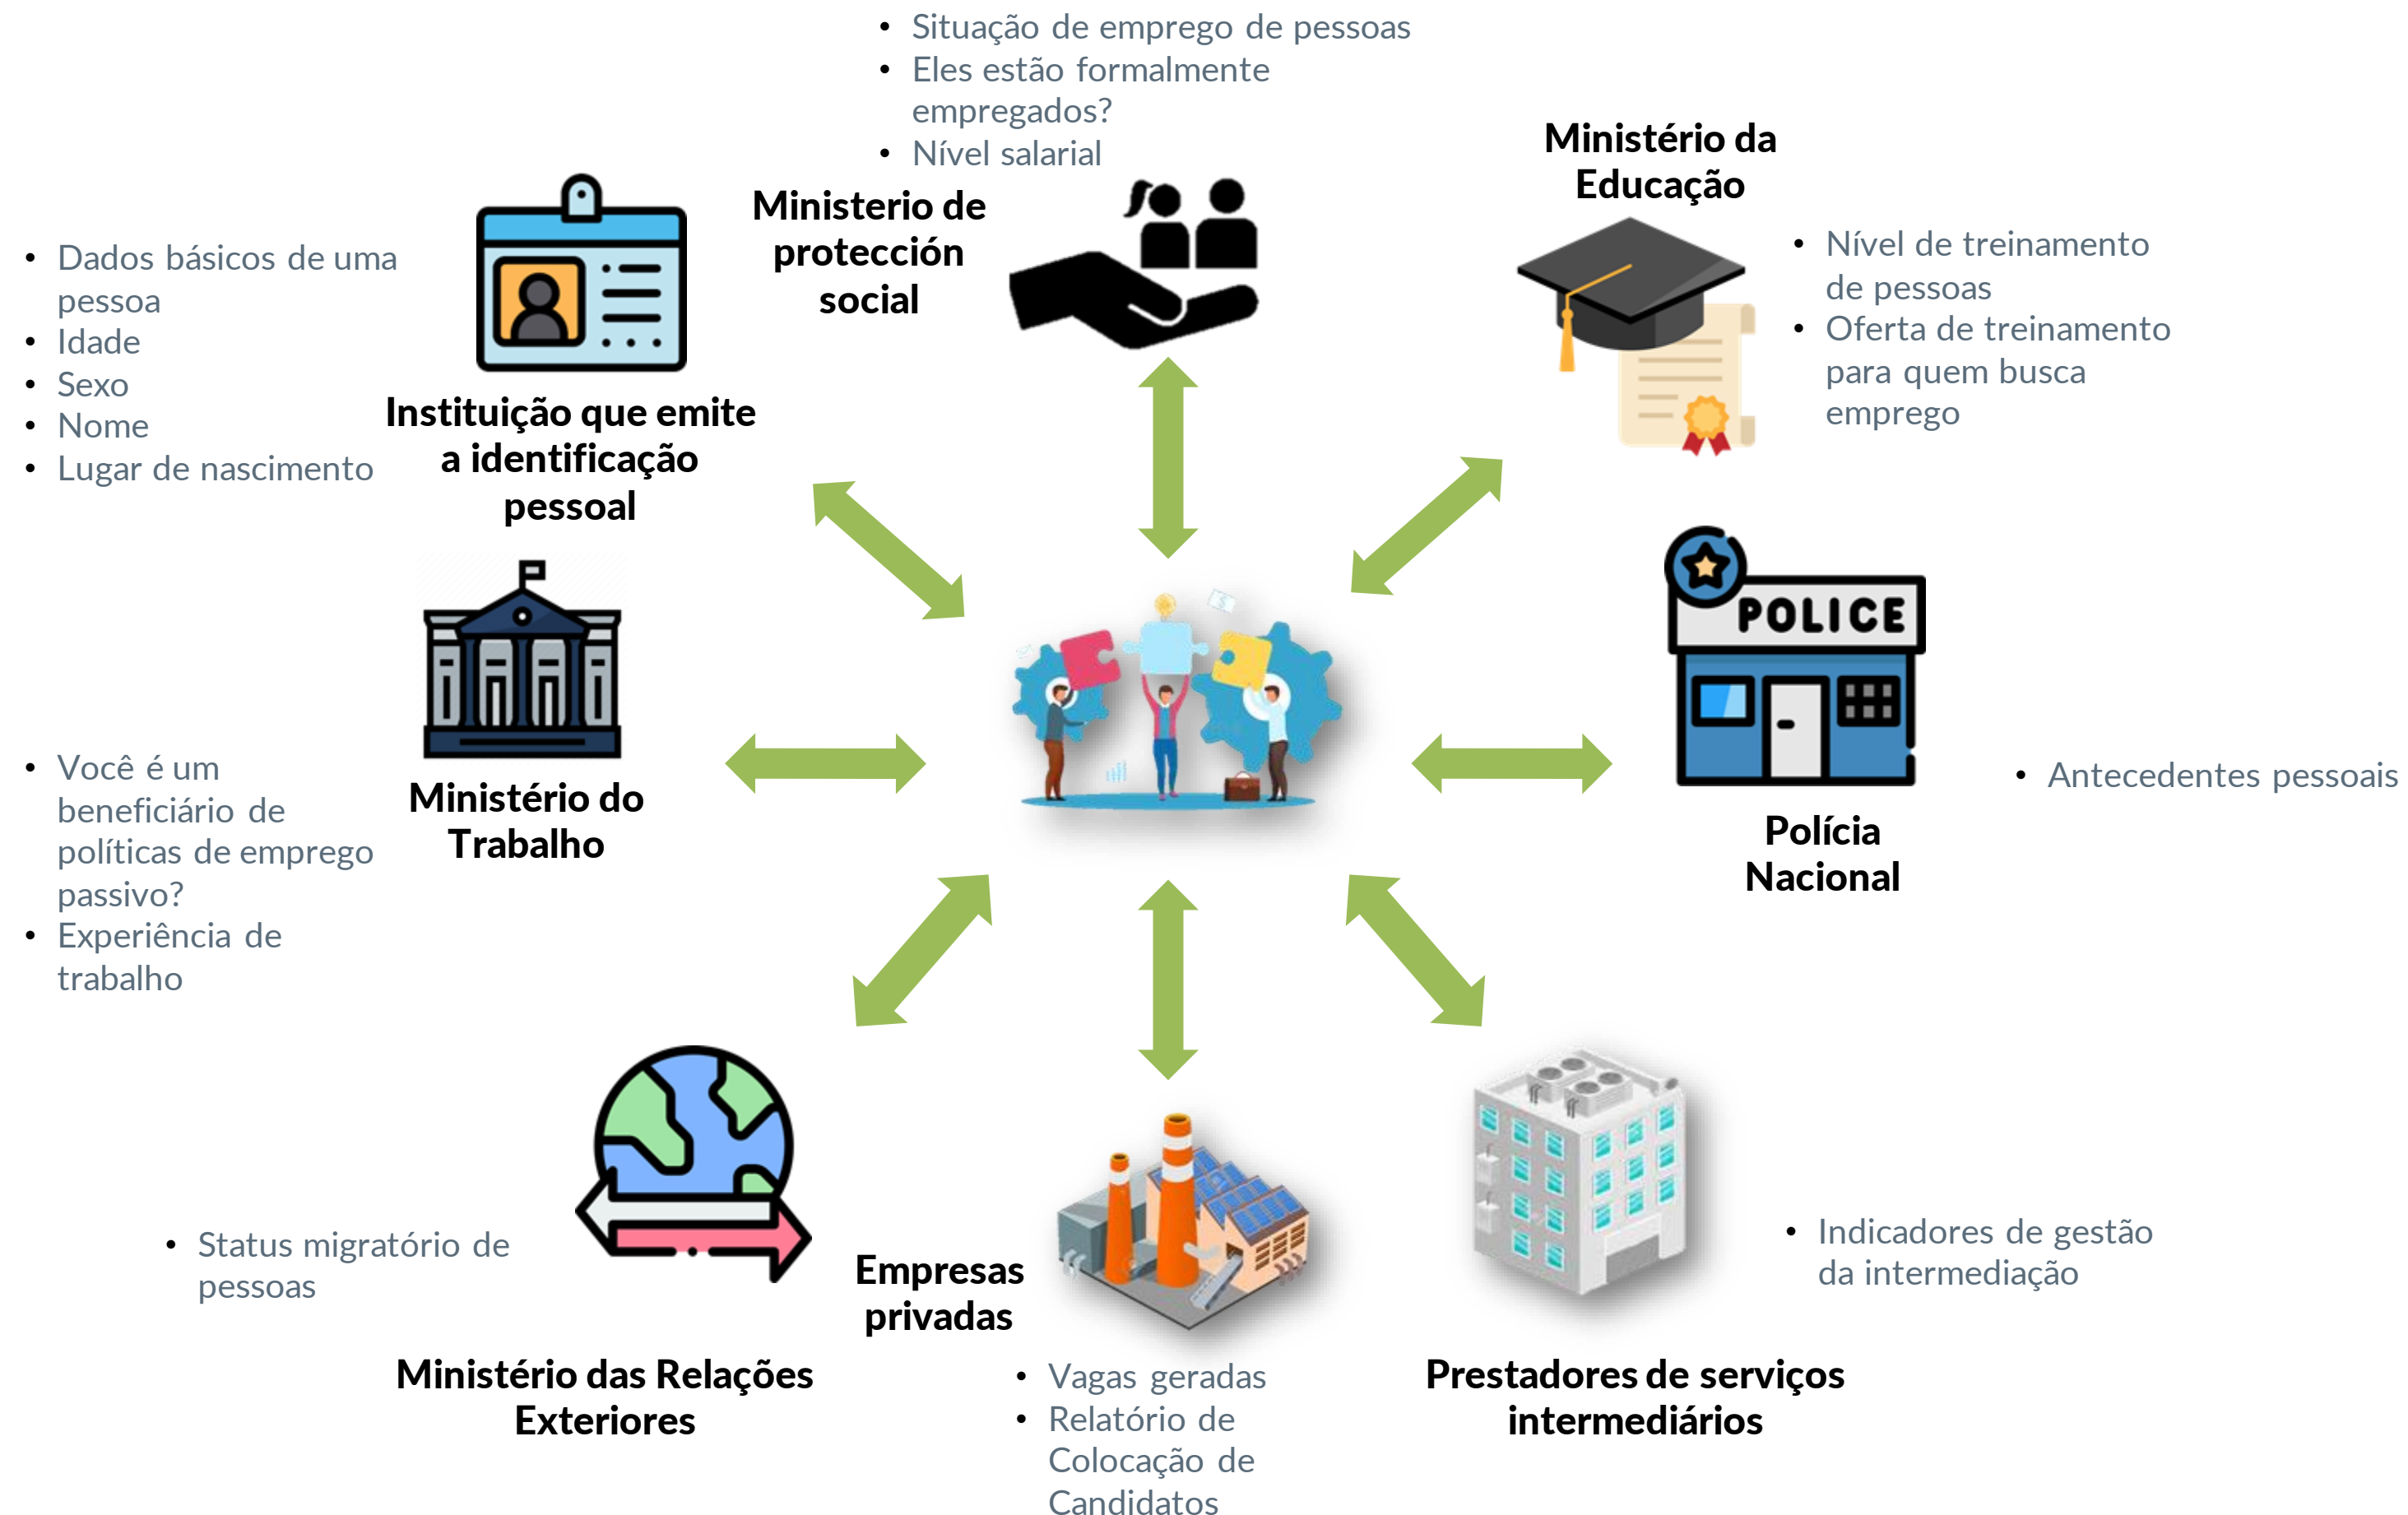 • Situação de emprego de pessoas
• Eles estão formalmente
empregados?
• Nível salarial
Ministerio de
protección
social
Ministério da
Educação
• Nível de treinamento
de pessoas
• Oferta de treinamento
para quem busca
emprego
• Dados básicos de uma
pessoa
• Idade
• Sexo
• Nome
• Lugar de nascimento
Instituição que emite
a identificação
pessoal
POLICE
Polícia
Nacional
• Antecedentes pessoais
Ministério do
Trabalho
• Você é um
beneficiário de
políticas de emprego
passivo?
• Experiência de
trabalho
• Status migratório de
pessoas
Ministério das Relações
Exteriores
Empresas
privadas
• Vagas geradas
• Relatório de
Colocação de
Candidatos
• Indicadores de gestão
da intermediação
Prestadores de serviços
intermediários